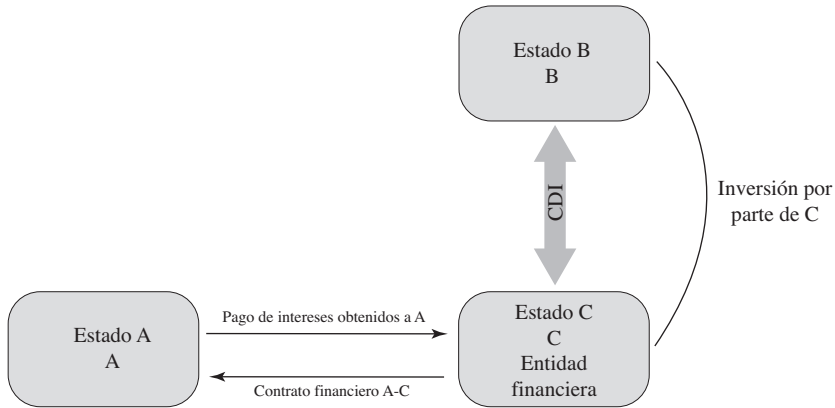 Estado B
B
CDI
Inversión por
parte de C
Estado A
A
Pago de intereses obtenidos a A
Contrato financiero A-C
Estado C
C
Entidad
financiera